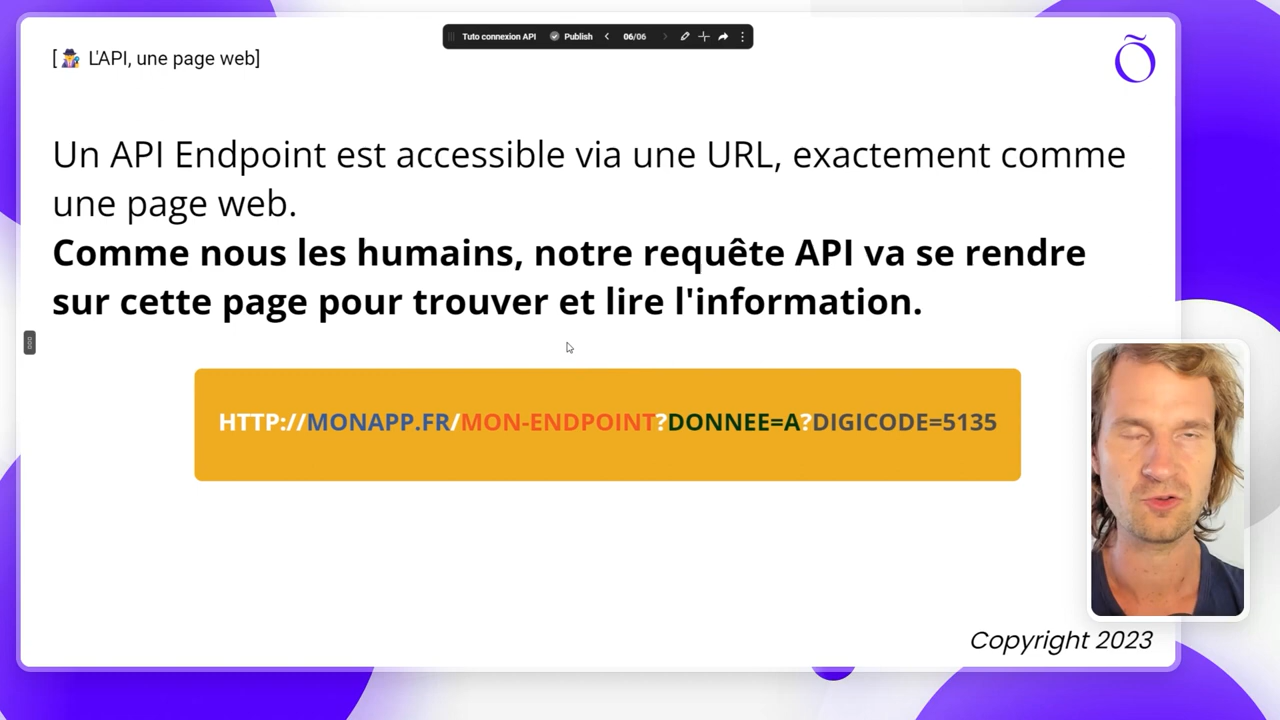 Tuto connexion API Publish 06/06
[ L'API, une page web]
Õ
Un API Endpoint est accessible via une URL, exactement comme
une page web.
Comme nous les humains, notre requête API va se rendre
sur cette page pour trouver et lire l'information.
HTTP://MONAPP.FR/MON-ENDPOINT?DONNEE=A?DIGICODE=5135
Copyright 2023